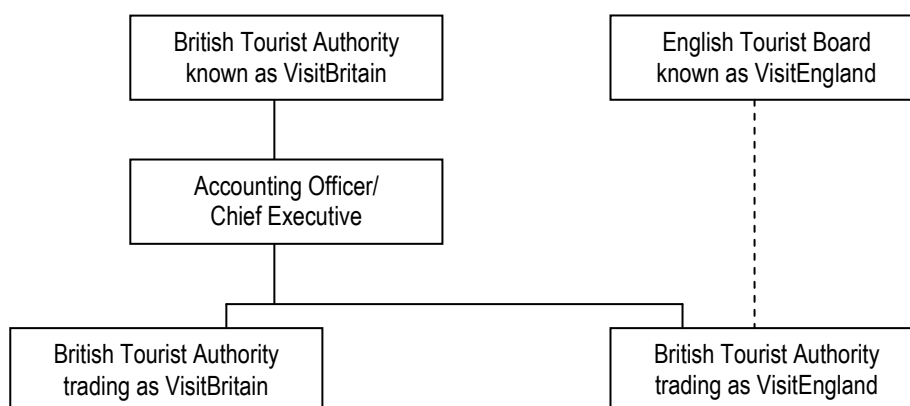 British Tourist Authority
known as VisitBritain
English Tourist Board
known as VisitEngland
Accounting Officer/
Chief Executive
British Tourist Authority
trading as VisitBritain
British Tourist Authority
trading as VisitEngland